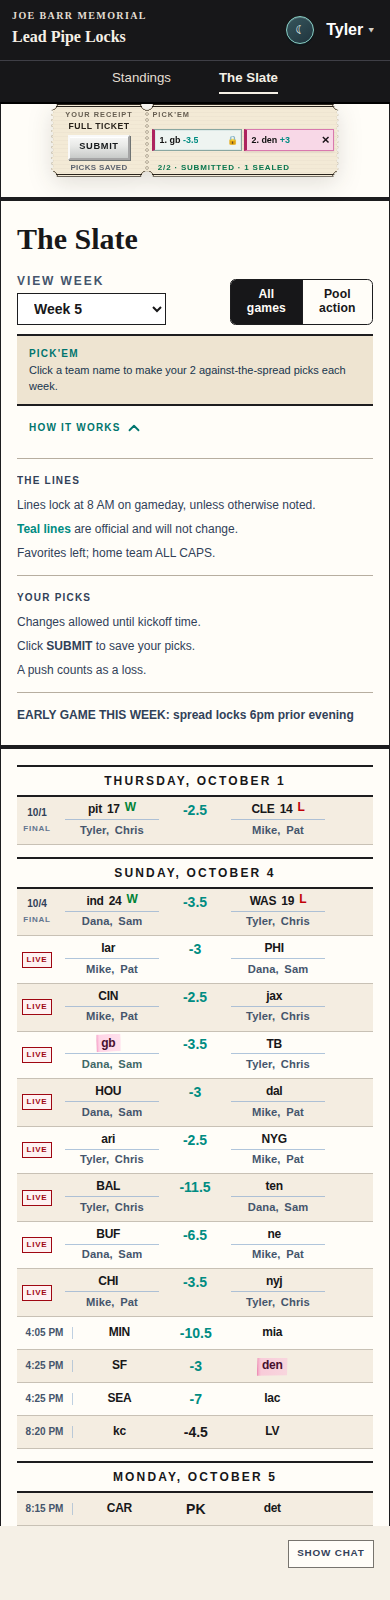 JOE BARR MEMORIAL
Lead Pipe Locks
Tyler
Standings The Slate
YOUR RECEIPT
FULL TICKET
SUBMIT
PICKS SAVED
PICK'EM
1. gb -3.5
2. den +3 ✕
2/2 · SUBMITTED · 1 SEALED
The Slate
VIEW WEEK
Week 5
All games
Pool action
PICK'EM
Click a team name to make your 2 against-the-spread picks each
week.
HOW IT WORKS
THE LINES
Lines lock at 8 AM on gameday, unless otherwise noted.
Teal lines are official and will not change.
Favorites left; home team ALL CAPS.
YOUR PICKS
Changes allowed until kickoff time.
Click SUBMIT to save your picks.
A push counts as a loss.
EARLY GAME THIS WEEK: spread locks 6pm prior evening
THURSDAY, OCTOBER 1
10/1 FINAL pit 17 W -2.5 CLE 14 L
Tyler, Chris Mike, Pat
SUNDAY, OCTOBER 4
10/4 FINAL ind 24 W -3.5 WAS 19 L
Dana, Sam Tyler, Chris
LIVE lar -3 PHI
Mike, Pat Dana, Sam
LIVE CIN -2.5 jax
Mike, Pat Tyler, Chris
LIVE gb -3.5 TB
Dana, Sam Tyler, Chris
LIVE HOU -3 dal
Dana, Sam Mike, Pat
LIVE ari -2.5 NYG
Tyler, Chris Mike, Pat
LIVE BAL -11.5 ten
Tyler, Chris Dana, Sam
LIVE BUF -6.5 ne
Dana, Sam Mike, Pat
LIVE CHI -3.5 nyj
Mike, Pat Tyler, Chris
4:05 PM MIN -10.5 mia
4:25 PM SF -3 den
4:25 PM SEA -7 lac
8:20 PM kc -4.5 LV
MONDAY, OCTOBER 5
8:15 PM CAR PK det
SHOW CHAT